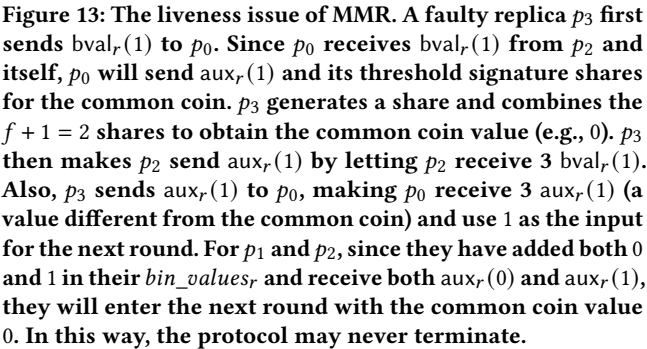 Figure 13: The liveness issue of MMR. A faulty replica p₃ first
sends bvalᵣ(1) to p₀. Since p₀ receives bvalᵣ(1) from p₂ and
itself, p₀ will send auxᵣ(1) and its threshold signature shares
for the common coin. p₃ generates a share and combines the
f + 1 = 2 shares to obtain the common coin value (e.g., 0). p₃
then makes p₂ send auxᵣ(1) by letting p₂ receive 3 bvalᵣ(1).
Also, p₃ sends auxᵣ(1) to p₀, making p₀ receive 3 auxᵣ(1) (a
value different from the common coin) and use 1 as the input
for the next round. For p₁ and p₂, since they have added both 0
and 1 in their bin_valuesᵣ and receive both auxᵣ(0) and auxᵣ(1),
they will enter the next round with the common coin value
0. In this way, the protocol may never terminate.